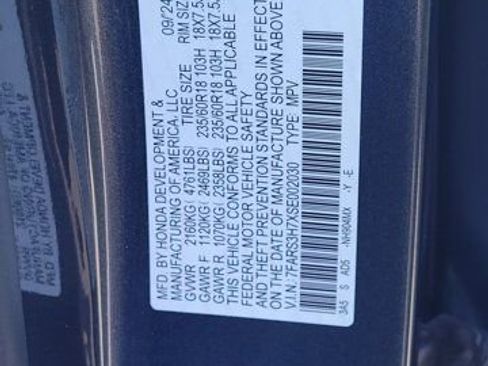 MFD. BY HONDA DEVELOPMENT & 09/24
MANUFACTURING OF AMERICA, LLC
GVWR 2160KG( 4761LBS) TIRE SIZE RIM SIZE
GAWR F 1120KG( 2469LBS) 235/60R18 103H 18X7.5
GAWR R 1070KG( 2358LBS) 235/60R18 103H 18X7.5
THIS VEHICLE CONFORMS TO ALL APPLICABLE
FEDERAL MOTOR VEHICLE SAFETY
AND THEFT PREVENTION STANDARDS IN EFFECT
ON THE DATE OF MANUFACTURE SHOWN ABOVE
V.I.N.: 7FARS3H7XSE002030 TYPE: MPV
3A5 S AD5 -NH904MX - Y -E